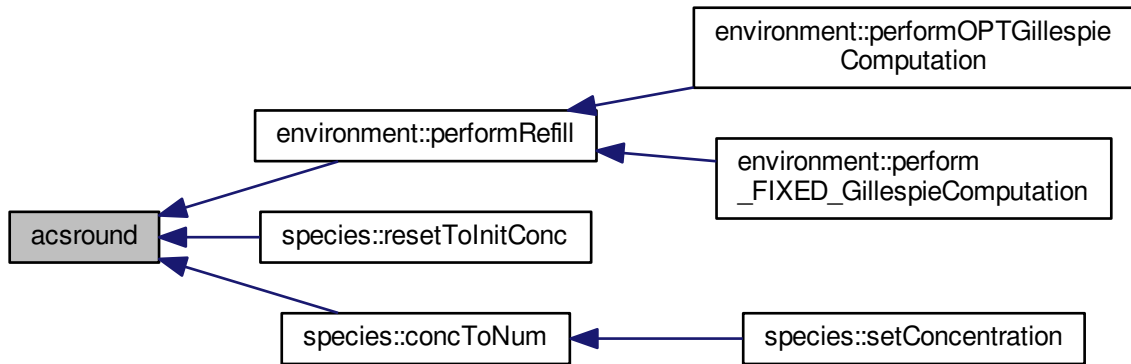 environment::performOPTGillespie
Computation
environment::performRefill
environment::perform
_FIXED_GillespieComputation
acsround
species::resetToInitConc
species::concToNum
species::setConcentration